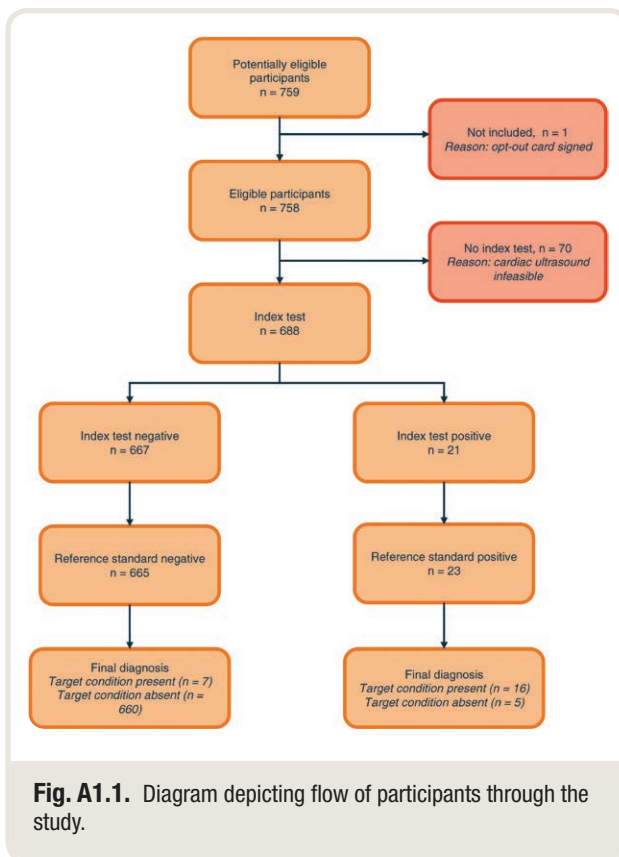 Potentially eligible
participants
n = 759
Not included, n = 1
Reason: opt-out card signed
Eligible participants
n = 758
No index test, n = 70
Reason: cardiac ultrasound
infeasible
Index test
n = 688
Index test negative
n = 667
Index test positive
n = 21
Reference standard negative
n = 665
Reference standard positive
n = 23
Final diagnosis
Target condition present (n = 7)
Target condition absent (n =
660)
Final diagnosis
Target condition present (n = 16)
Target condition absent (n = 5)
Fig. A1.1. Diagram depicting flow of participants through the
study.